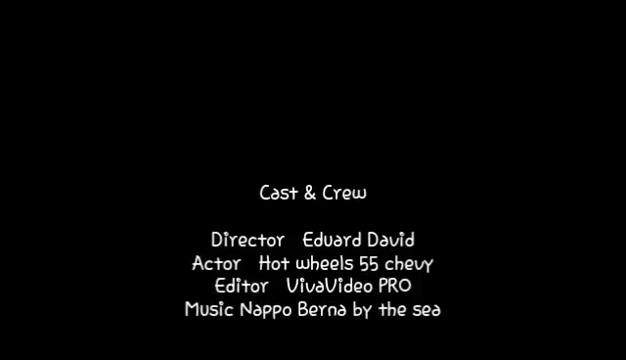 Cast & Crew
Director Eduard David
Actor Hot wheels 55 chevy
Editor VivaVideo PRO
Music Nappo Berna by the sea